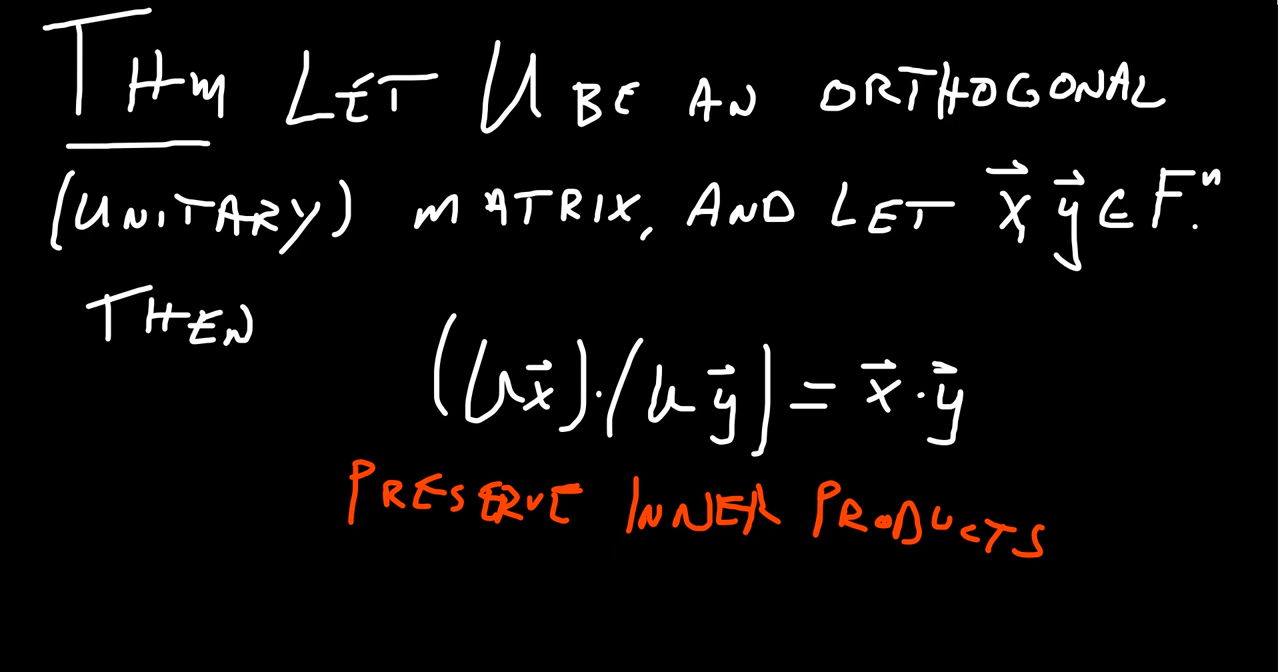 THM LET U BE AN ORTHOGONAL
(UNITARY) MATRIX, AND LET x⃗ y⃗ ∈ Fⁿ.
THEN
(Ux⃗)·(Uy⃗) = x⃗·y⃗
PRESERVE INNER PRODUCTS